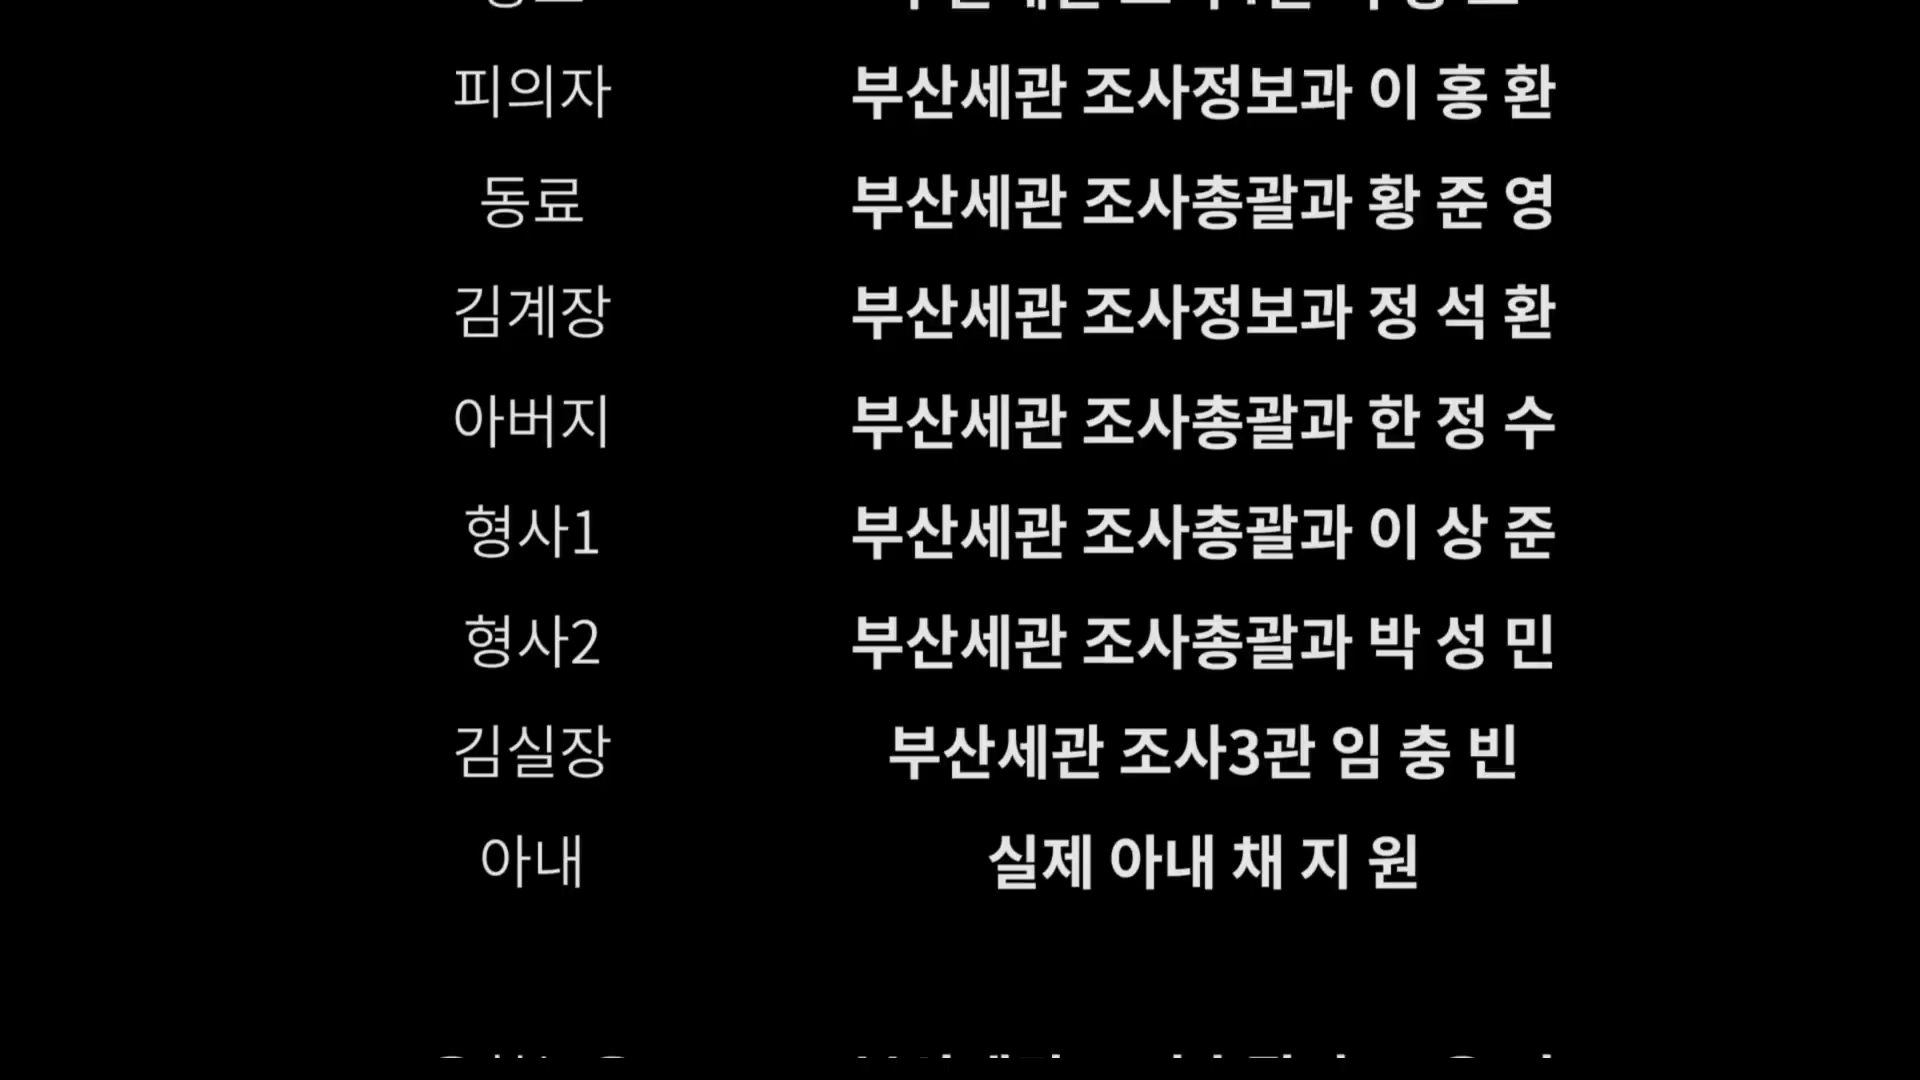 피의자 부산세관 조사정보과 이 홍 환
동료 부산세관 조사총괄과 황 준 영
김계장 부산세관 조사정보과 정 석 환
아버지 부산세관 조사총괄과 한 정 수
형사1 부산세관 조사총괄과 이 상 준
형사2 부산세관 조사총괄과 박 성 민
김실장 부산세관 조사3관 임 충 빈
아내 실제 아내 채 지 원